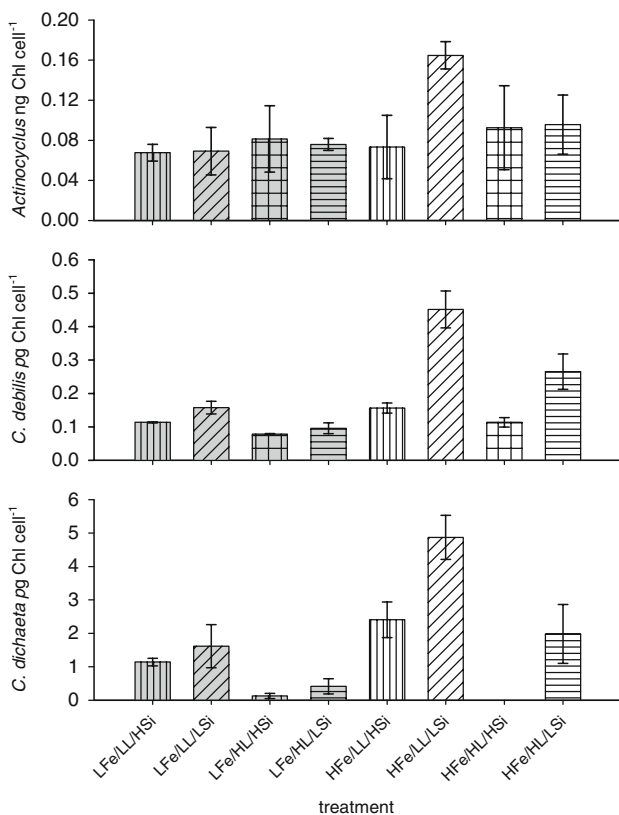 Actinocyclus ng Chl cell⁻¹
0.20
0.16
0.12
0.08
0.04
0.00
C. debilis pg Chl cell⁻¹
0.6
0.5
0.4
0.3
0.2
0.1
0.0
C. dichaeta pg Chl cell⁻¹
6
5
4
3
2
1
0
LFe/LL/HSi
LFe/LL/LSi
LFe/HL/HSi
LFe/HL/LSi
HFe/LL/HSi
HFe/LL/LSi
HFe/HL/HSi
HFe/HL/LSi
treatment